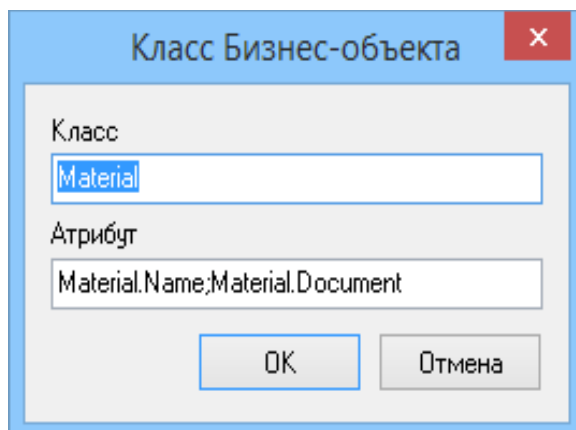 Класс Бизнес-объекта
Класс
Material
Атрибут
Material.Name;Material.Document
OK
Отмена